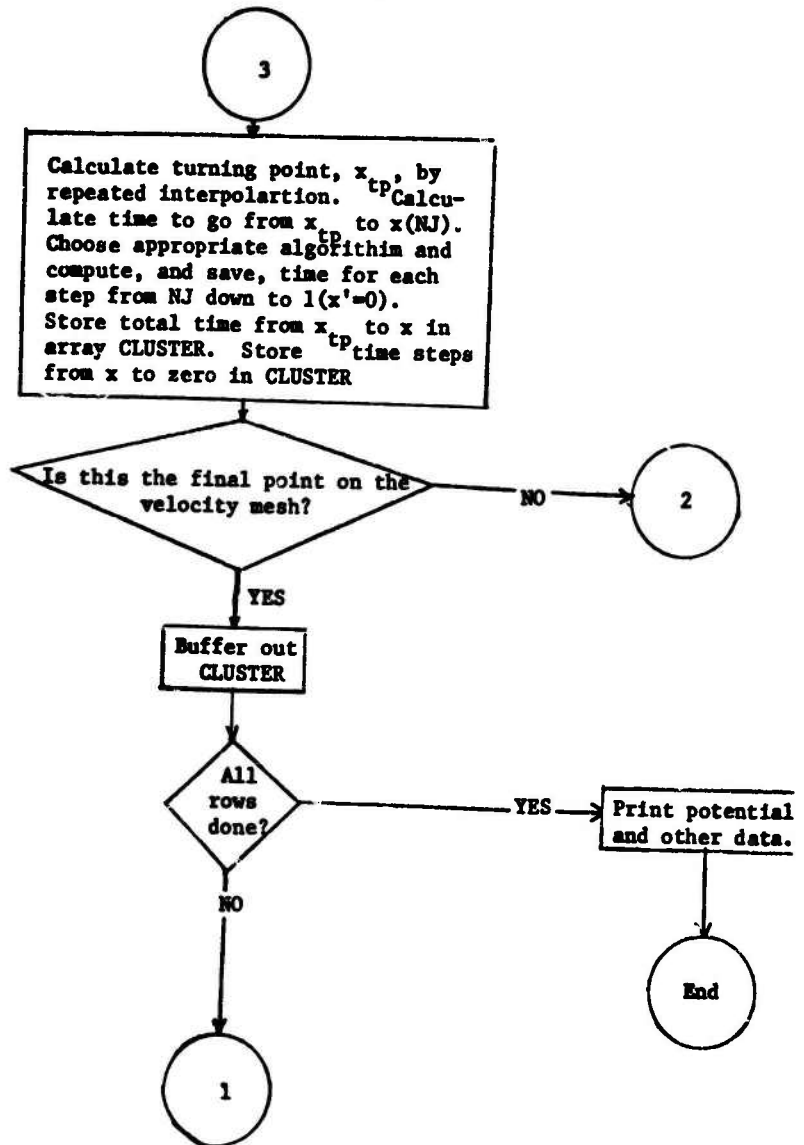 3
Calculate turning point, x_tp, by
repeated interpolartion. Calcu-
late time to go from x_tp to x(NJ).
Choose appropriate algorithim and
compute, and save, time for each
step from NJ down to 1(x'=0).
Store total time from x_tp to x in
array CLUSTER. Store time steps
from x to zero in CLUSTER
Is this the final point on the
velocity mesh?
NO
2
YES
Buffer out
CLUSTER
All
rows
done?
YES
Print potential
and other data.
NO
End
1